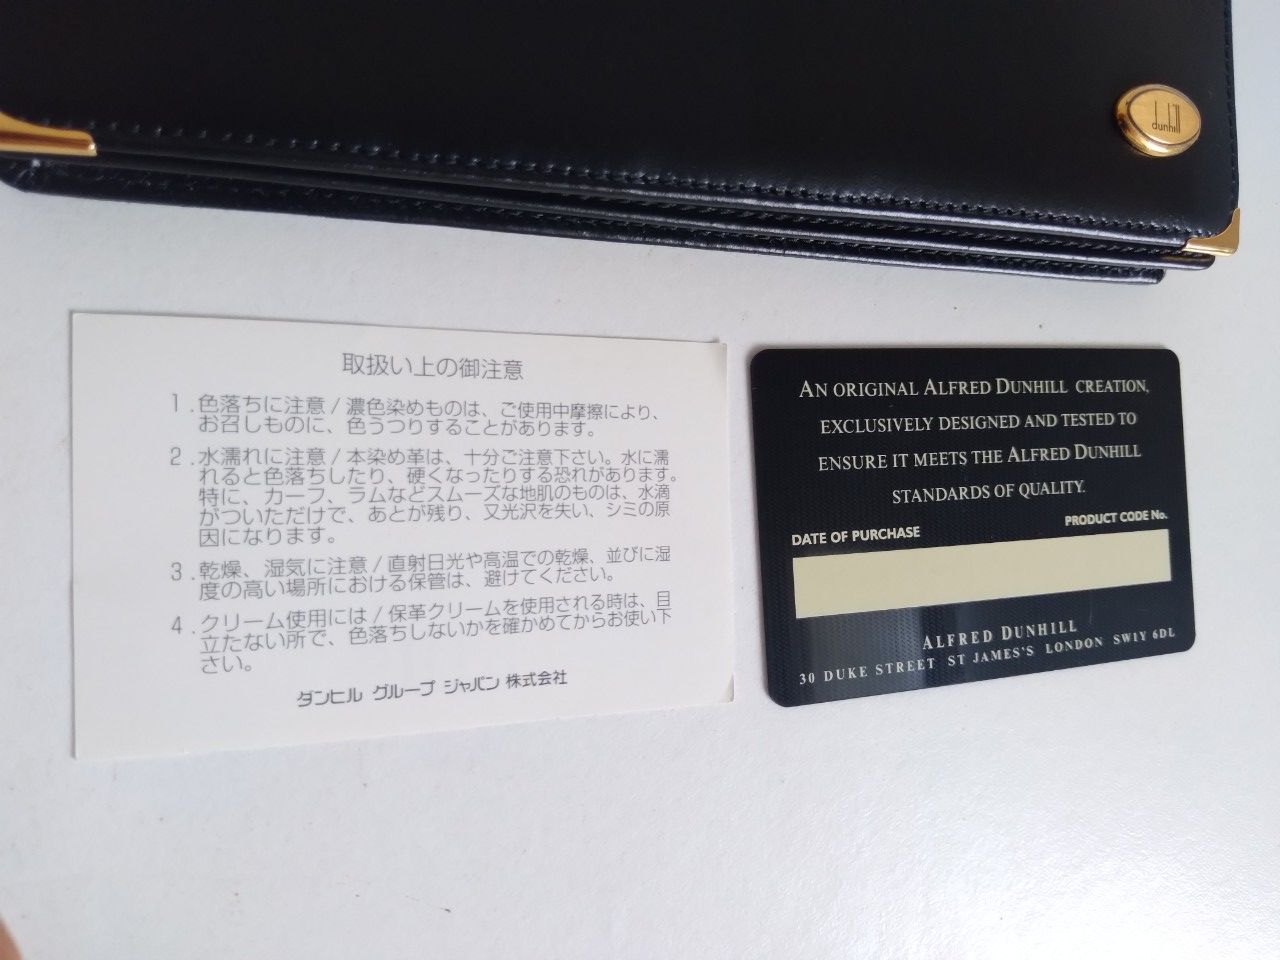 dunhill
取扱い上の御注意
1.色落ちに注意/濃色染めものは、ご使用中摩擦により、
お召しものに、色うつりすることがあります。
2.水濡れに注意/本染め革は、十分ご注意下さい。水に濡
れると色落ちしたり、硬くなったりする恐れがあります。
特に、カーフ、ラムなどスムーズな地肌のものは、水滴
がついただけで、あとが残り、又光沢を失い、シミの原
因になります。
3.乾燥、湿気に注意/直射日光や高温での乾燥、並びに湿
度の高い場所における保管は、避けてください。
4.クリーム使用には/保革クリームを使用される時は、目
立たない所で、色落ちしないかを確かめてからお使い下
さい。
ダンヒル グループ ジャパン 株式会社
AN ORIGINAL ALFRED DUNHILL CREATION,
EXCLUSIVELY DESIGNED AND TESTED TO
ENSURE IT MEETS THE ALFRED DUNHILL
STANDARDS OF QUALITY.
DATE OF PURCHASE PRODUCT CODE No.
ALFRED DUNHILL
30 DUKE STREET ST JAMES'S LONDON SW1Y 6DL